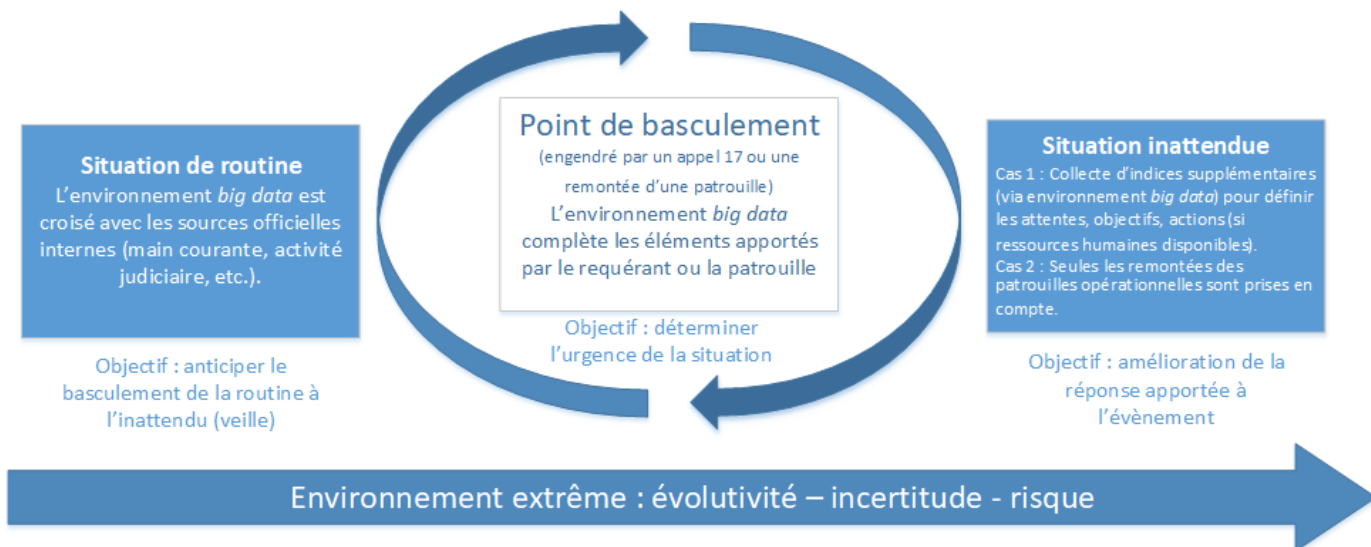 Situation de routine
L'environnement big data est
croisé avec les sources officielles
internes (main courante, activité
judiciaire, etc.).
Objectif : anticiper le
basculement de la routine à
l'inattendu (veille)
Point de basculement
(engendré par un appel 17 ou une
remontée d'une patrouille)
L'environnement big data
complète les éléments apportés
par le requérant ou la patrouille
Objectif : déterminer
l'urgence de la situation
Situation inattendue
Cas 1 : Collecte d'indices supplémentaires
(via environnement big data) pour définir
les attentes, objectifs, actions (si
ressources humaines disponibles).
Cas 2 : Seules les remontées des
patrouilles opérationnelles sont prises en
compte.
Objectif : amélioration de la
réponse apportée à
l'évènement
Environnement extrême : évolutivité – incertitude - risque